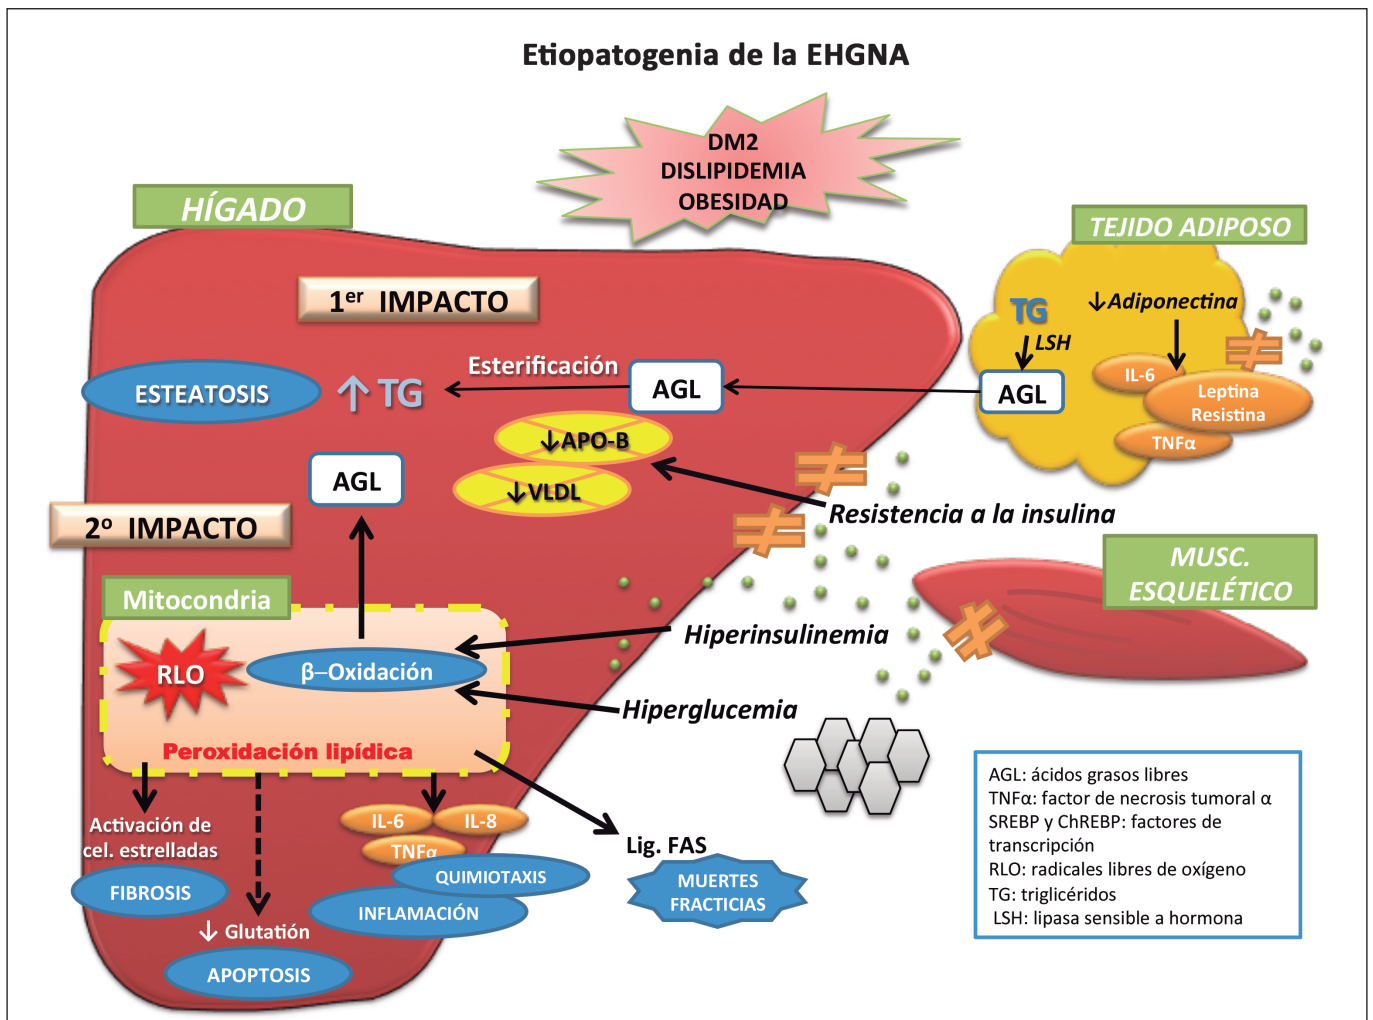 Etiopatogenia de la EHGNA
DM2
DISLIPIDEMIA
OBESIDAD
HÍGADO
TEJIDO ADIPOSO
1er IMPACTO
TG
↓Adiponectina
LSH
Esterificación
AGL
AGL
IL-6
Leptina
Resistina
TNFα
ESTEATOSIS
↑ TG
↓APO-B
↓VLDL
AGL
Resistencia a la insulina
2o IMPACTO
MUSC.
ESQUELÉTICO
Mitocondria
Hiperinsulinemia
RLO
β–Oxidación
Hiperglucemia
Peroxidación lipídica
Activación de
cel. estrelladas
FIBROSIS
↓ Glutatión
APOPTOSIS
IL-6
IL-8
TNFα
QUIMIOTAXIS
INFLAMACIÓN
Lig. FAS
MUERTES
FRACTICIAS
AGL: ácidos grasos libres
TNFα: factor de necrosis tumoral α
SREBP y ChREBP: factores de
transcripción
RLO: radicales libres de oxígeno
TG: triglicéridos
LSH: lipasa sensible a hormona